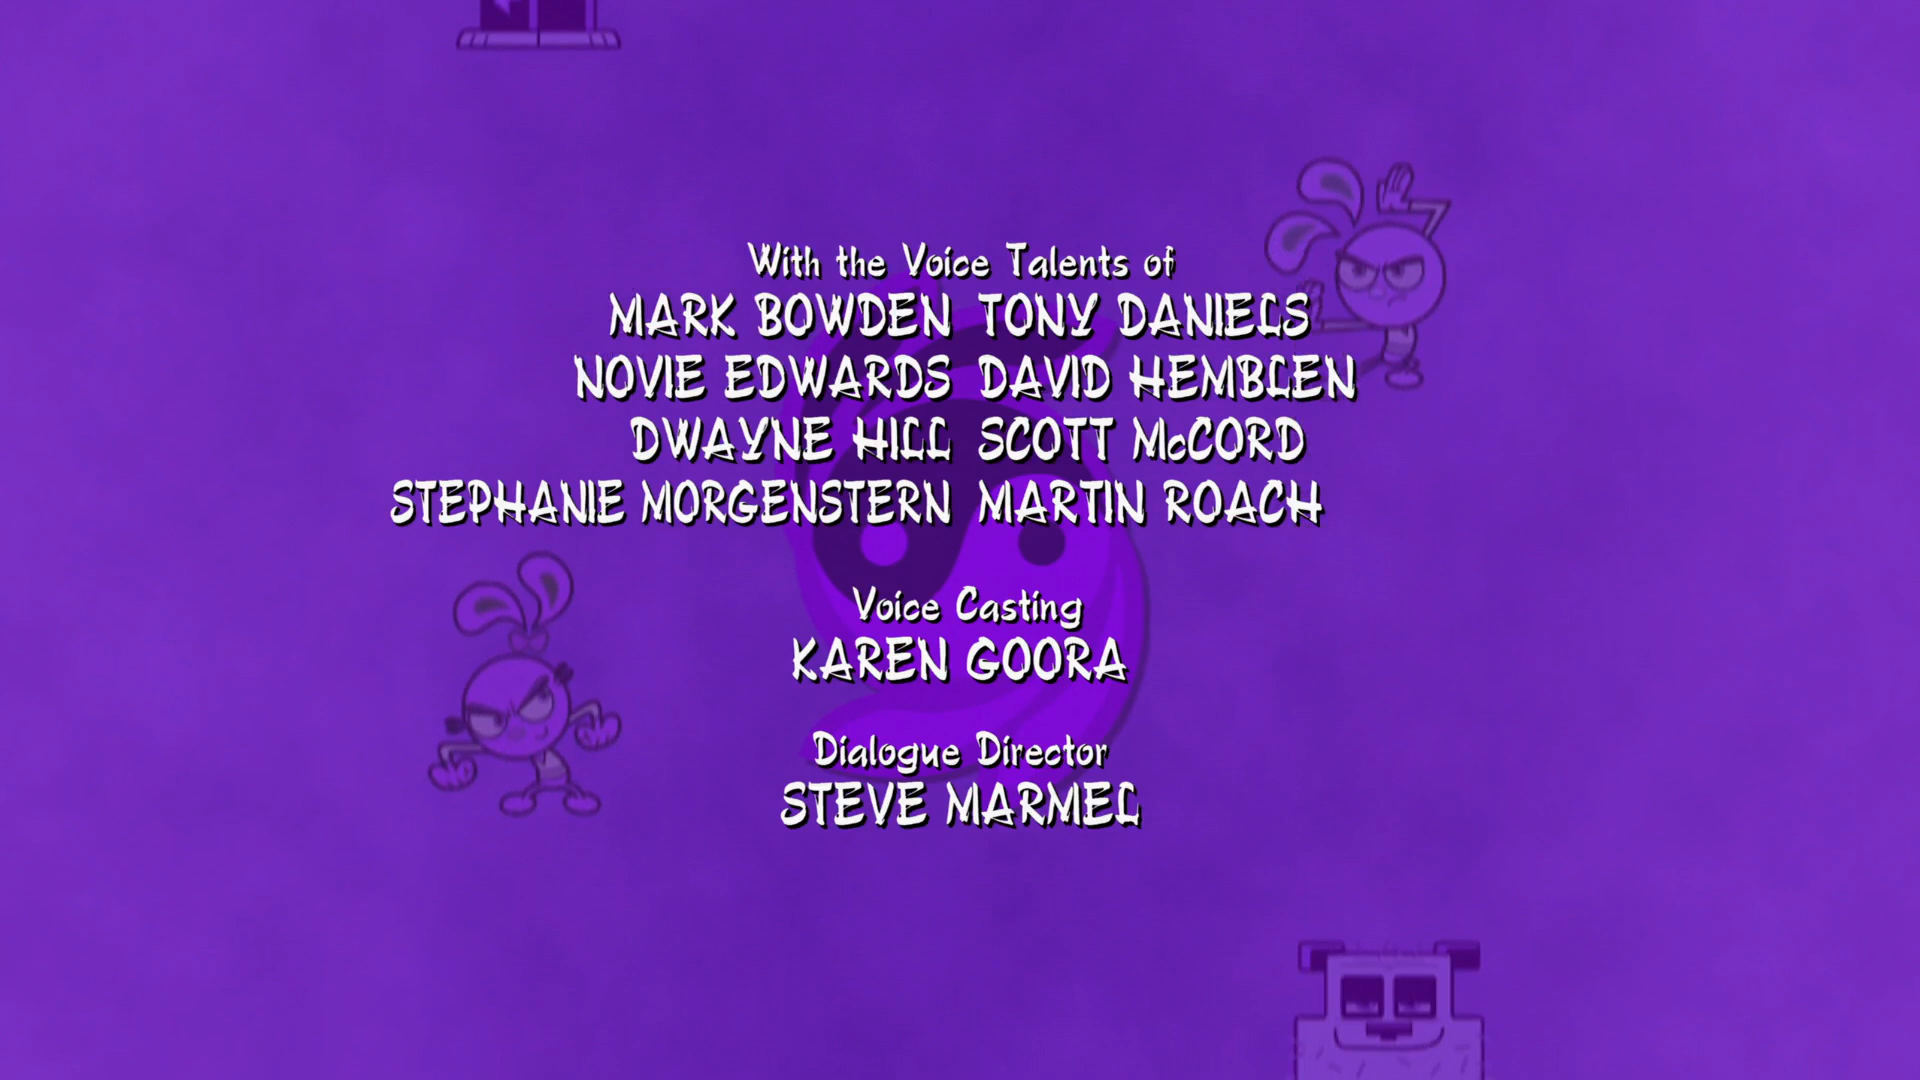 With the Voice Talents of
MARK BOWDEN TONY DANIELS
NOVIE EDWARDS DAVID HEMBLEN
DWAYNE HILL SCOTT McCORD
STEPHANIE MORGENSTERN MARTIN ROACH
Voice Casting
KAREN GOORA
Dialogue Director
STEVE MARMEL